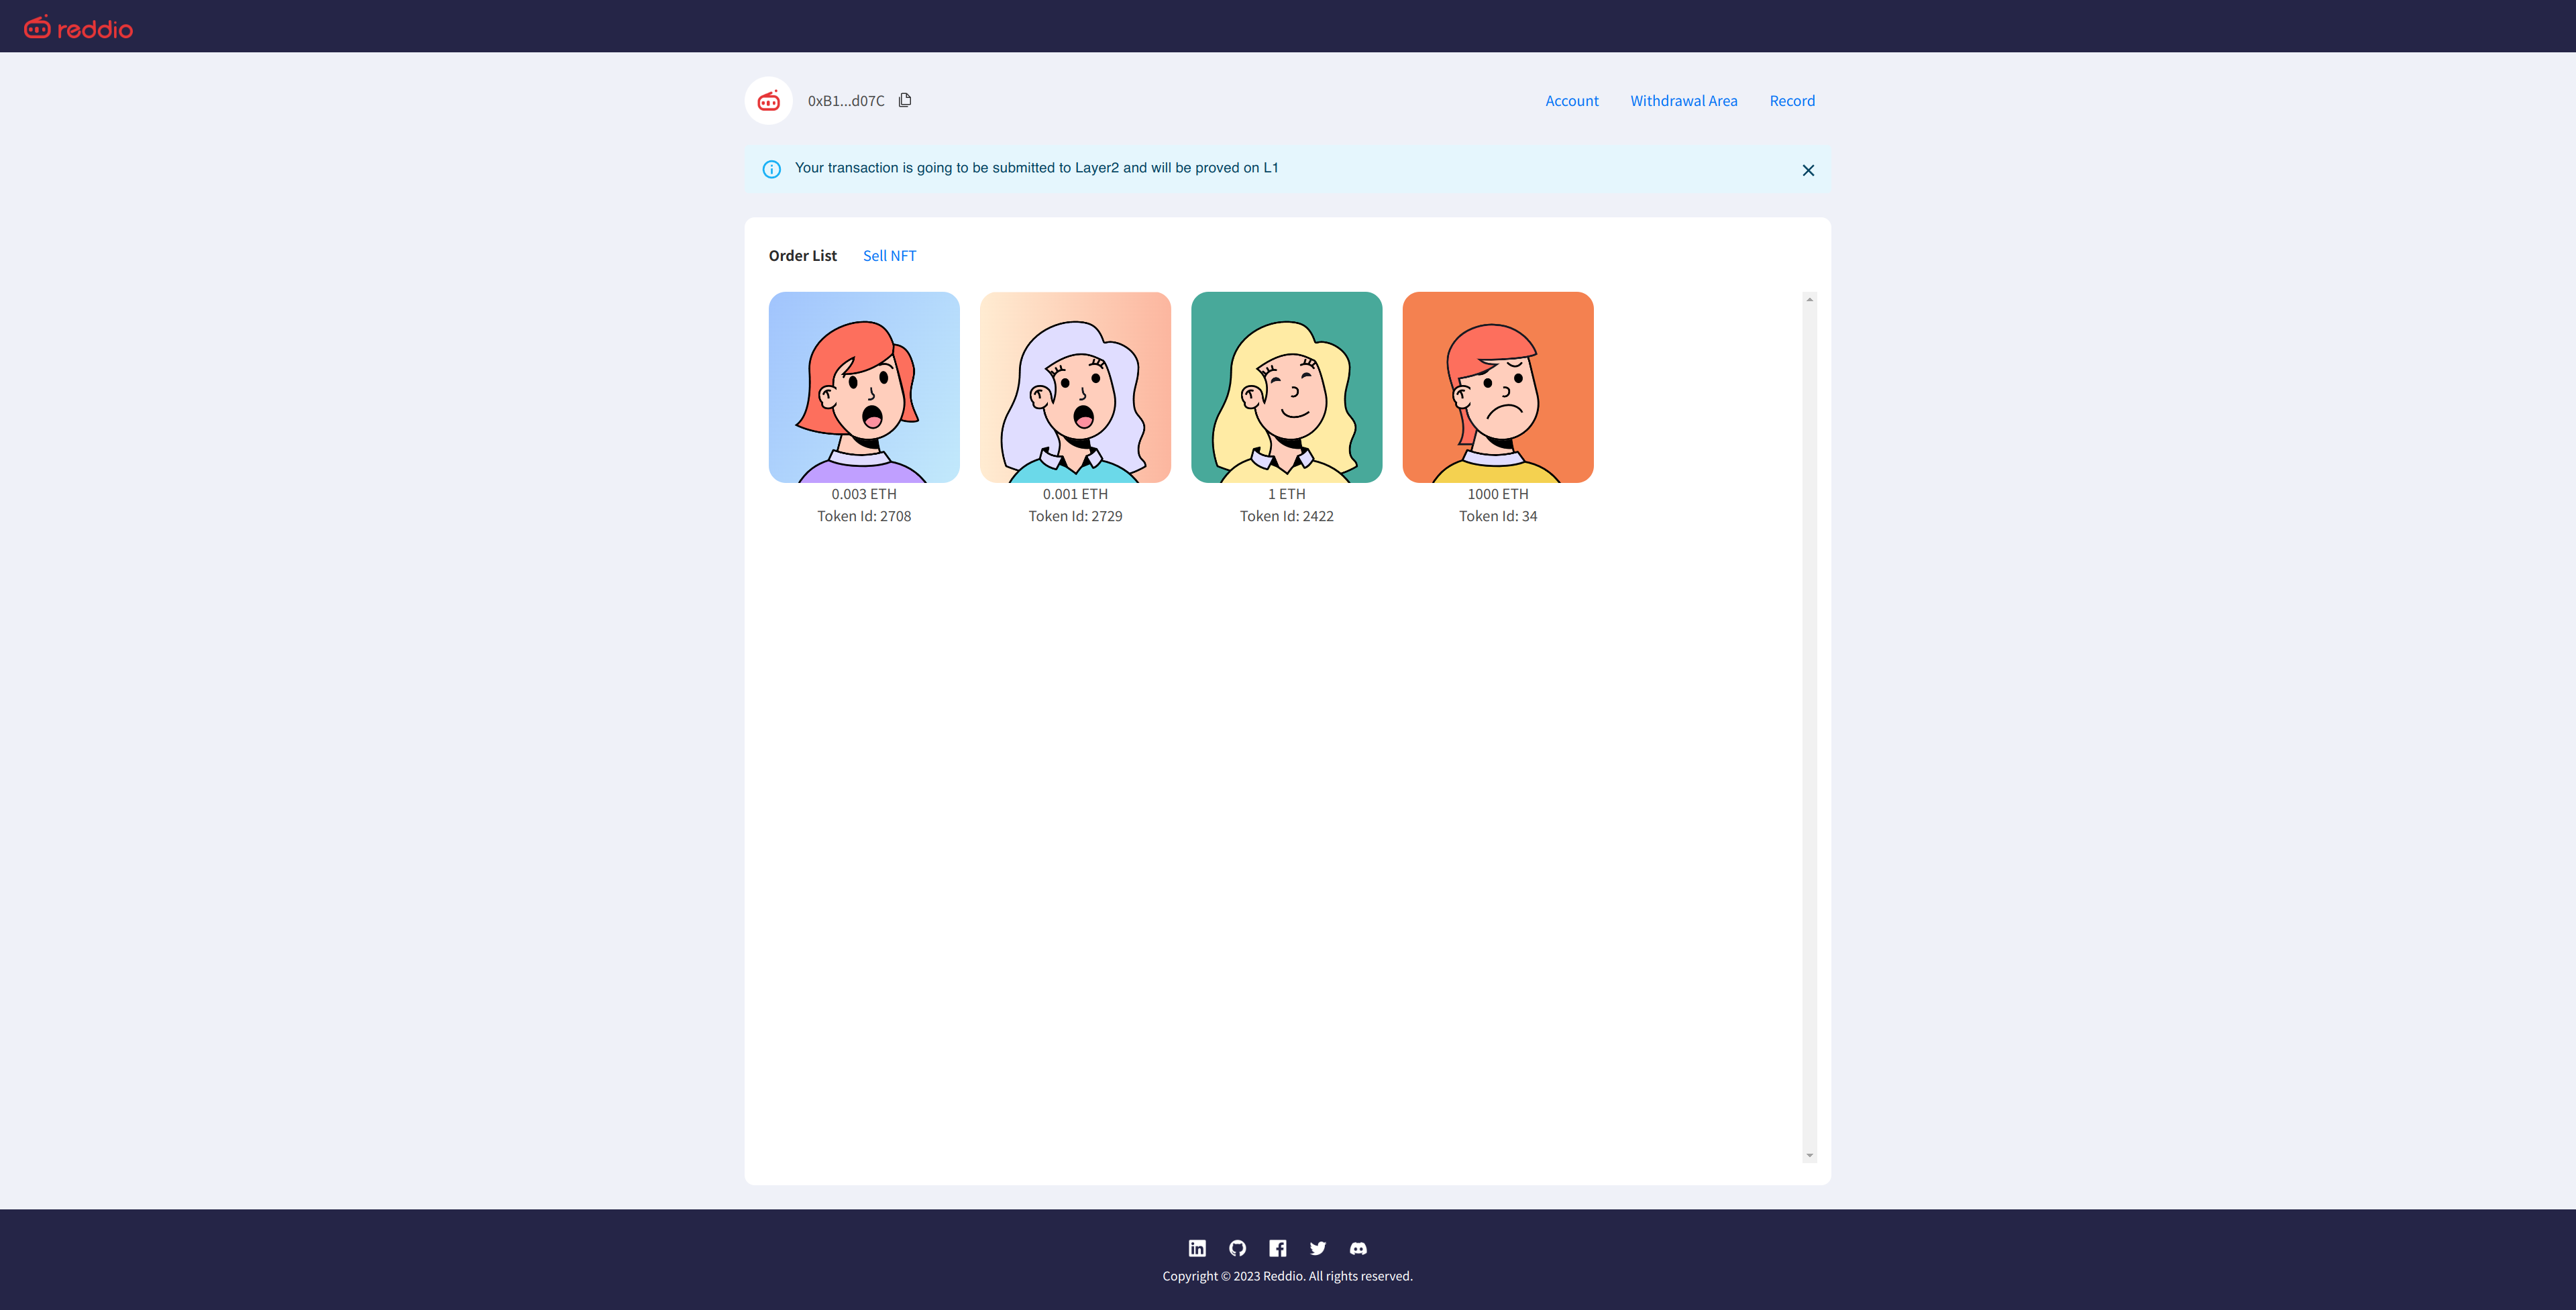 reddio
0xB1...d07C
Account Withdrawal Area Record
Your transaction is going to be submitted to Layer2 and will be proved on L1
Order List Sell NFT
0.003 ETH
Token Id: 2708
0.001 ETH
Token Id: 2729
1 ETH
Token Id: 2422
1000 ETH
Token Id: 34
Copyright © 2023 Reddio. All rights reserved.